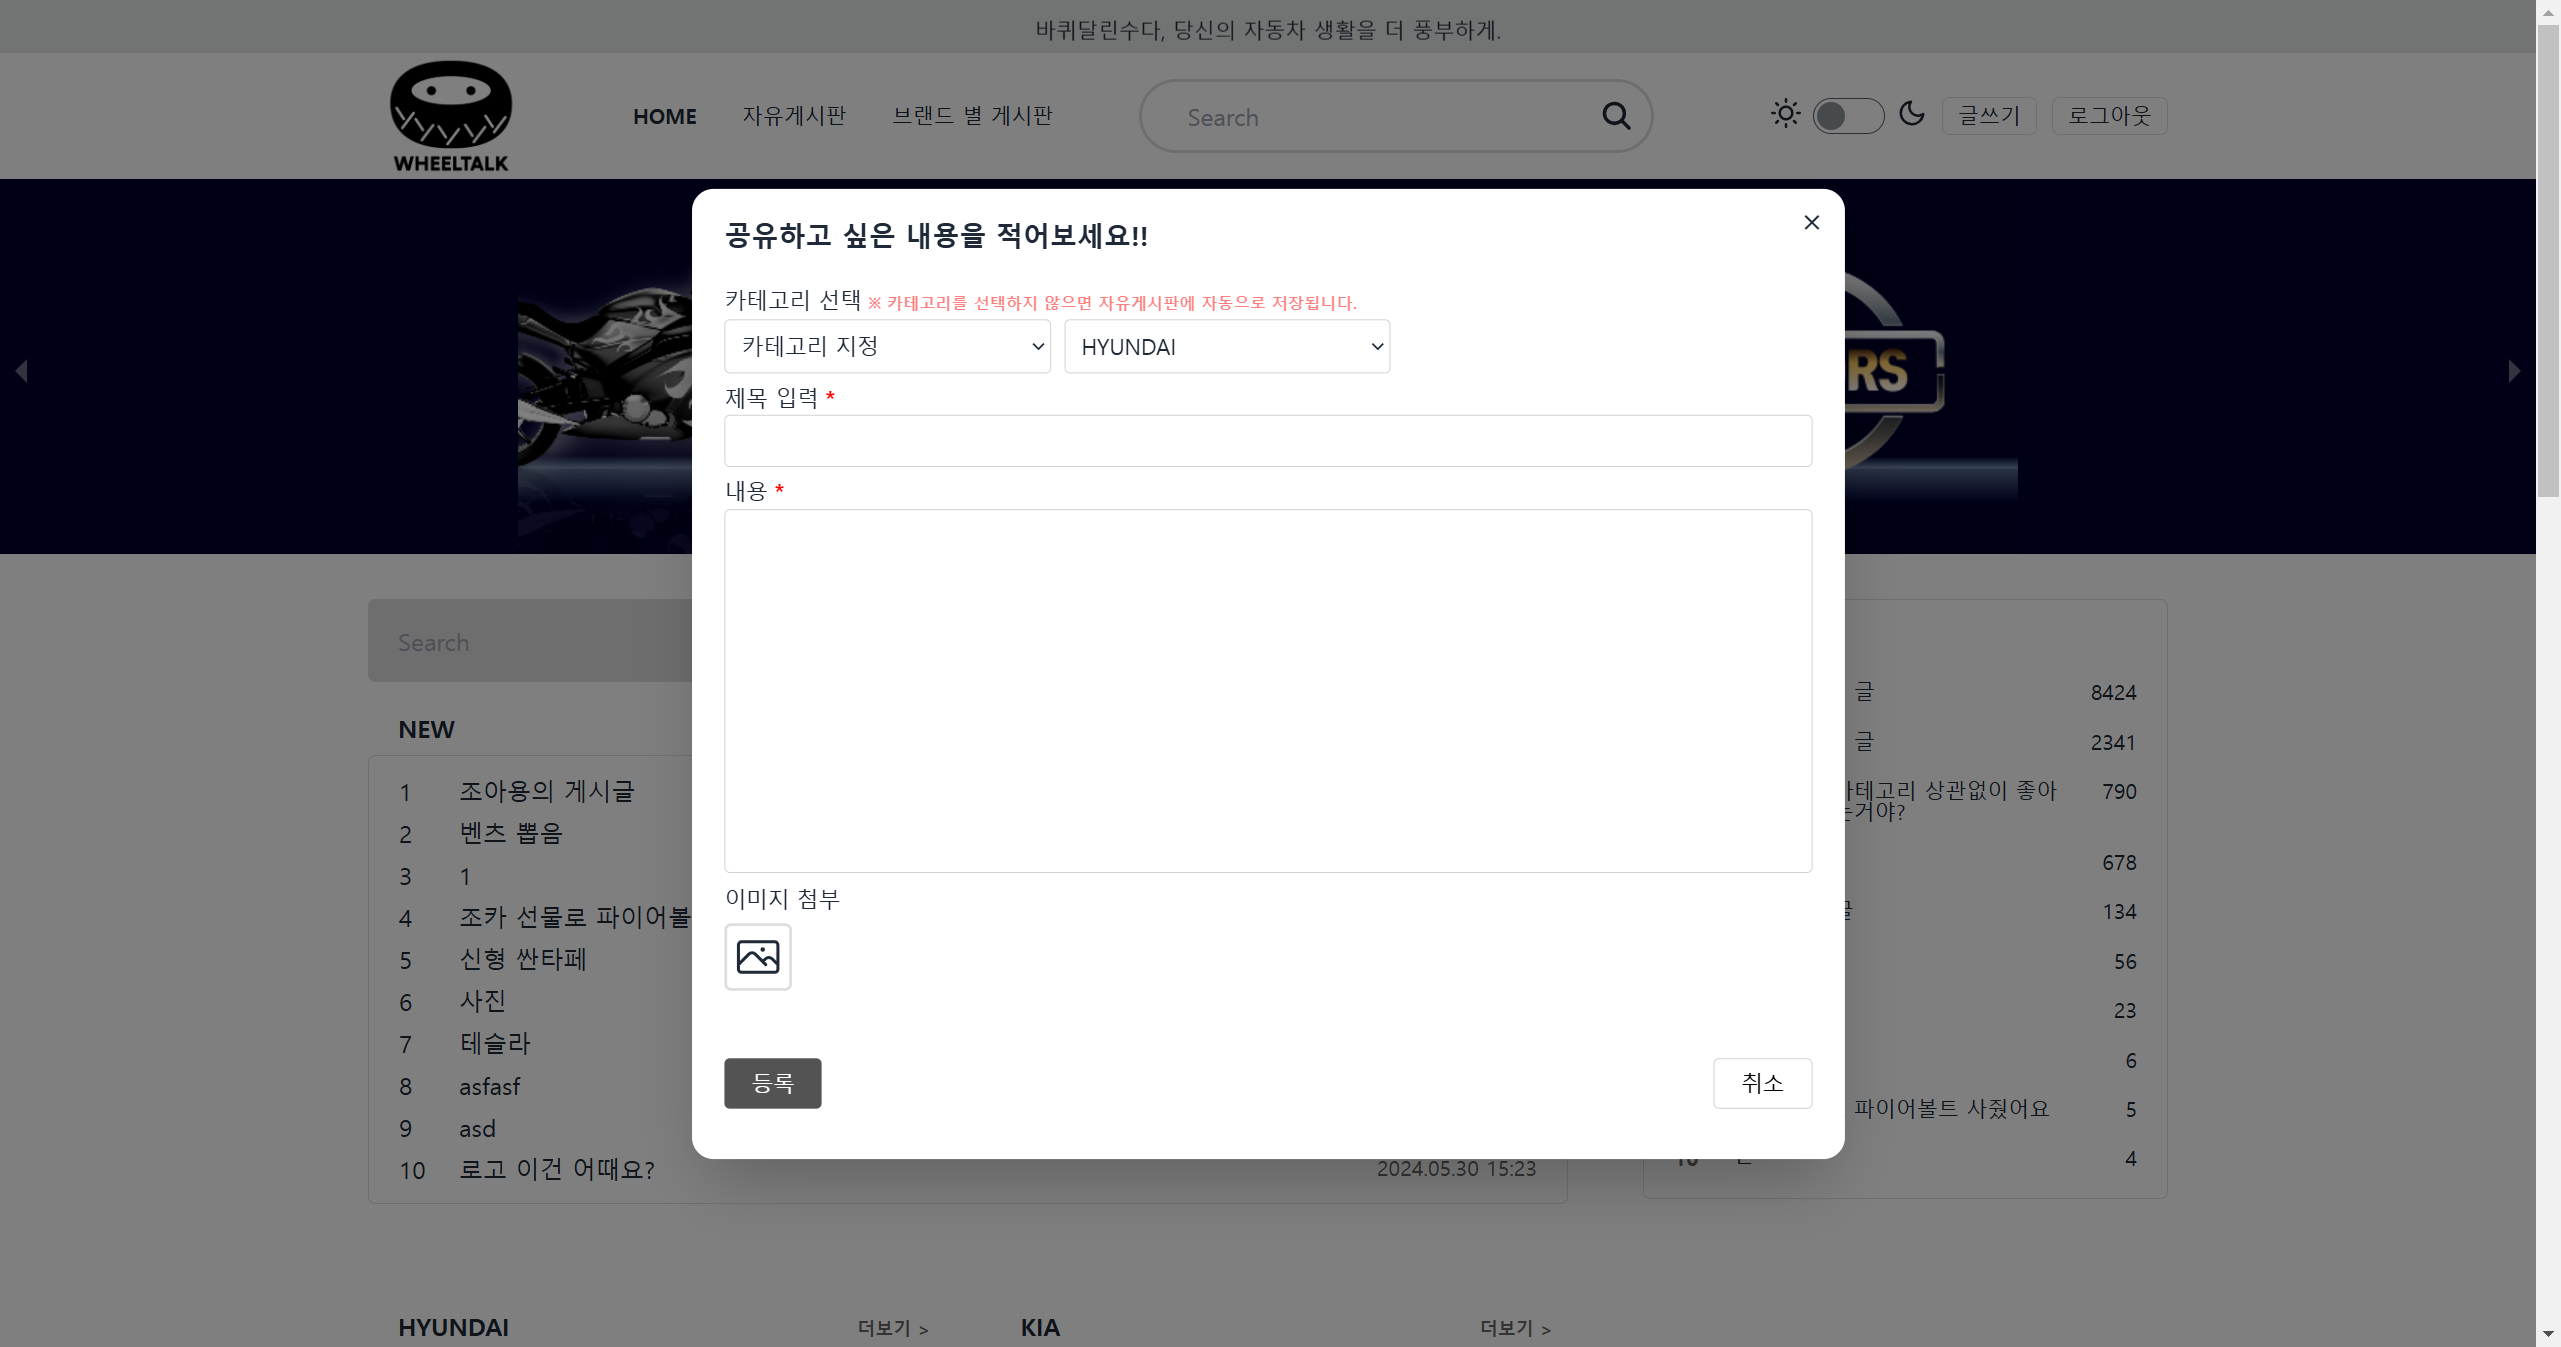 바퀴달린수다, 당신의 자동차 생활을 더 풍부하게.
WHEELTALK
HOME 자유게시판 브랜드 별 게시판 Search 글쓰기 로그아웃
공유하고 싶은 내용을 적어보세요!!
카테고리 선택 ※ 카테고리를 선택하지 않으면 자유게시판에 자동으로 저장됩니다.
카테고리 지정 HYUNDAI
제목 입력 *
내용 *
이미지 첨부
등록 취소
RS
Search
NEW
1 조아용의 게시글
2 벤츠 뽑음
3 1
4 조카 선물로 파이어볼
5 신형 싼타페
6 사진
7 테슬라
8 asfasf
9 asd
10 로고 이건 어때요? 2024.05.30 15:23
글 8424
글 2341
카테고리 상관없이 좋아 790
는거야?
678
글 134
56
23
6
파이어볼트 사줬어요 5
10 4
HYUNDAI 더보기 >
KIA 더보기 >